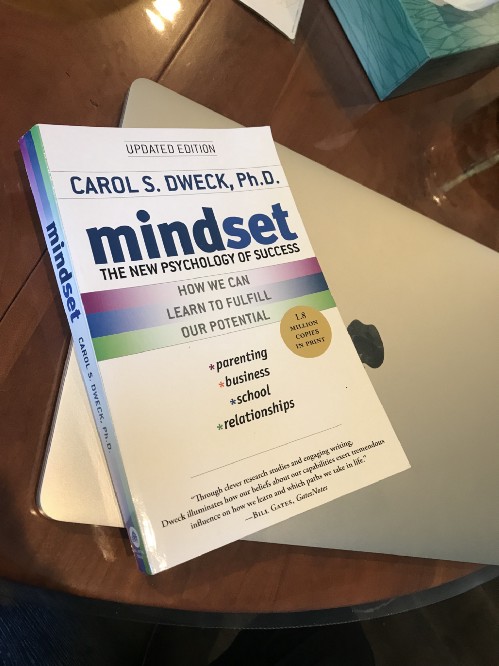 UPDATED EDITION
CAROL S. DWECK, Ph.D.
mindset
THE NEW PSYCHOLOGY OF SUCCESS
HOW WE CAN
LEARN TO FULFILL
OUR POTENTIAL
1.8
MILLION
COPIES
IN PRINT
*parenting
*business
*school
*relationships
"Through clever research studies and engaging writing,
Dweck illuminates how our beliefs about our capabilities exert tremendous
influence on how we learn and which paths we take in life."
—BILL GATES, GatesNotes
mindset
CAROL S. DWECK, Ph.D.